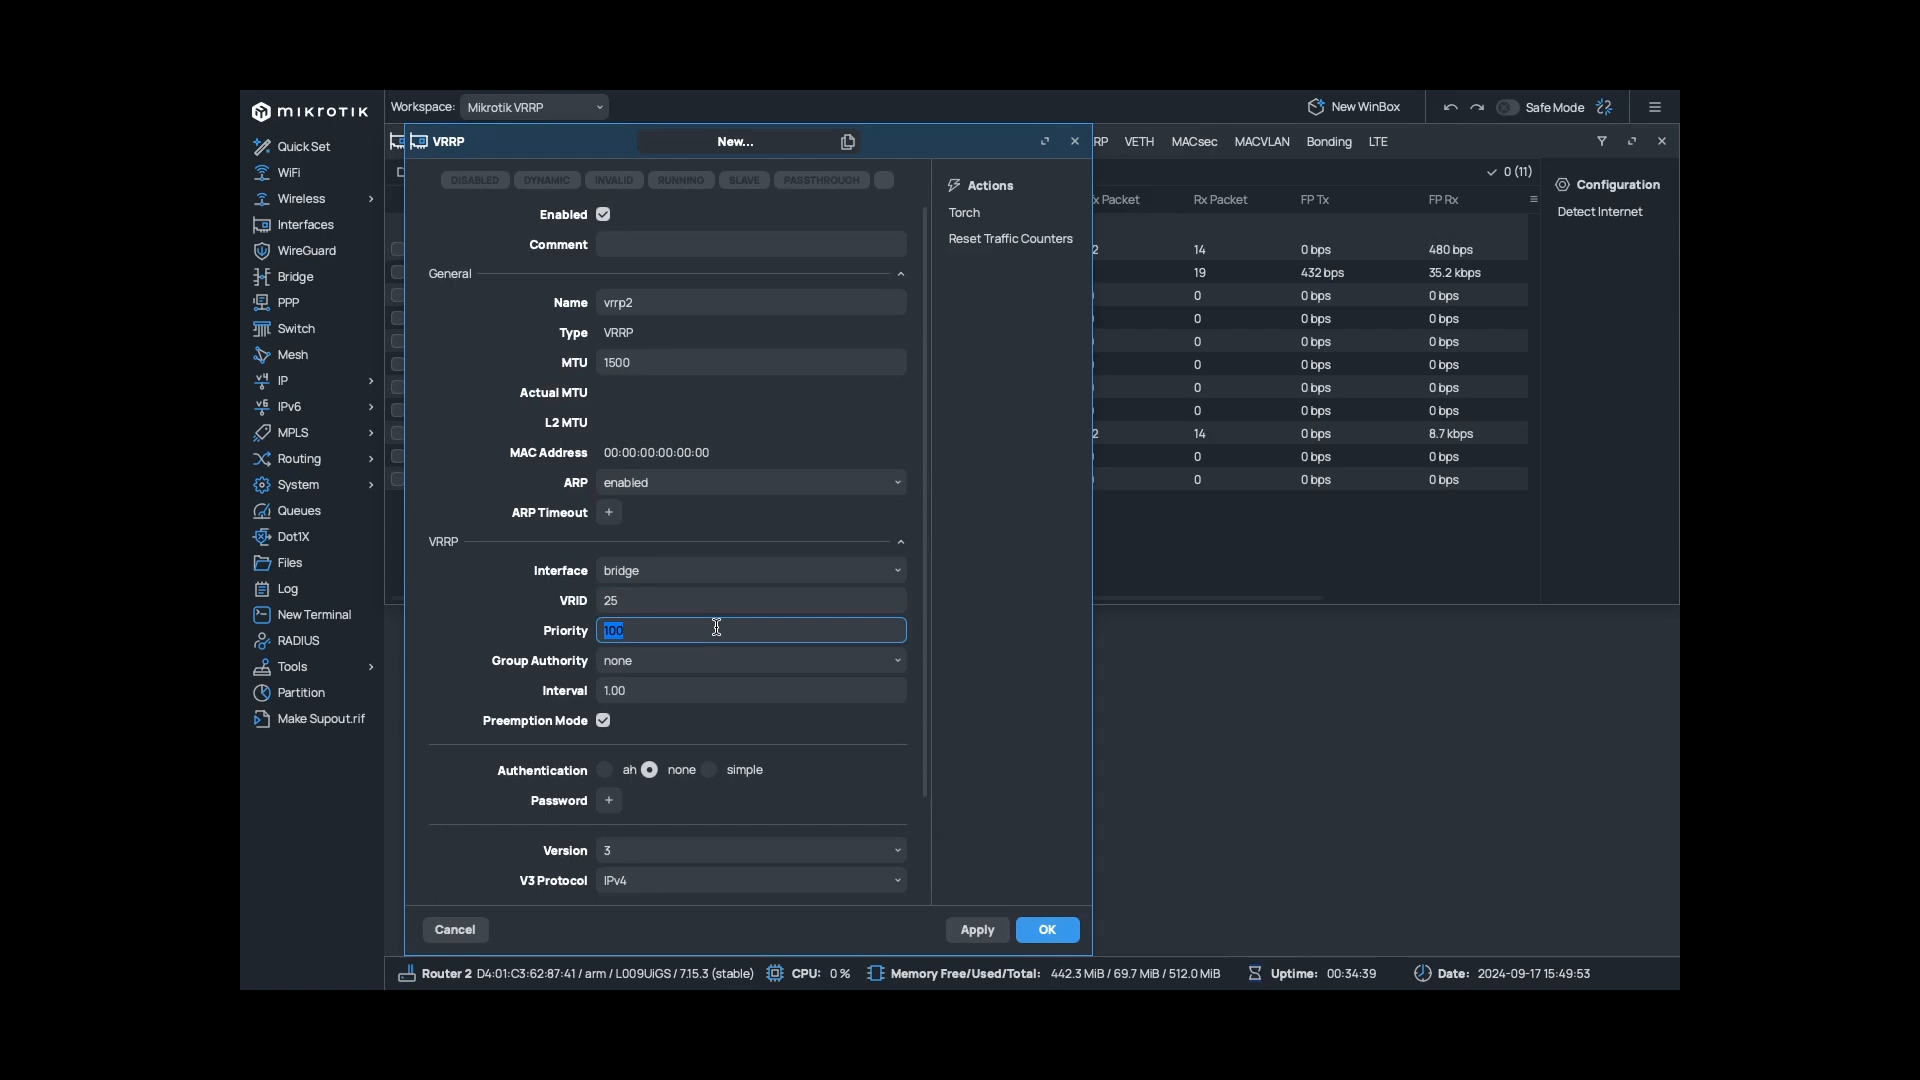 MIKROTIK
Workspace: Mikrotik VRRP
New WinBox
Safe Mode
Quick Set
WiFi
Wireless
Interfaces
WireGuard
Bridge
PPP
Switch
Mesh
IP
IPv6
MPLS
Routing
System
Queues
Dot1X
Files
Log
New Terminal
RADIUS
Tools
Partition
Make Supout.rif
VRRP New...
DISABLED DYNAMIC INVALID RUNNING SLAVE PASSTHROUGH
Enabled
Comment
General
Name vrrp2
Type VRRP
MTU 1500
Actual MTU
L2 MTU
MAC Address 00:00:00:00:00:00
ARP enabled
ARP Timeout +
VRRP
Interface bridge
VRID 25
Priority 100
Group Authority none
Interval 1.00
Preemption Mode
Authentication ah none simple
Password +
Version 3
V3 Protocol IPv4
Cancel Apply OK
Actions
Torch
Reset Traffic Counters
RP VETH MACsec MACVLAN Bonding LTE
0 (11)
x Packet Rx Packet FP Tx FP Rx
2 14 0 bps 480 bps
19 432 bps 35.2 kbps
0 0 bps 0 bps
0 0 bps 0 bps
0 0 bps 0 bps
0 0 bps 0 bps
0 0 bps 0 bps
0 0 bps 0 bps
2 14 0 bps 8.7 kbps
0 0 bps 0 bps
0 0 bps 0 bps
Configuration
Detect Internet
Router 2 D4:01:C3:62:87:41 / arm / L009UiGS / 7.15.3 (stable) CPU: 0 % Memory Free/Used/Total: 442.3 MiB / 69.7 MiB / 512.0 MiB Uptime: 00:34:39 Date: 2024-09-17 15:49:53